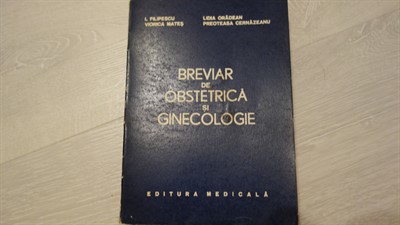 I. FILIPESCU LIDIA ORĂDEAN
VIORICA MATEȘ PREOTEASA CERNĂZEANU
BREVIAR
DE
OBSTETRICĂ
ȘI
GINECOLOGIE
EDITURA MEDICALĂ